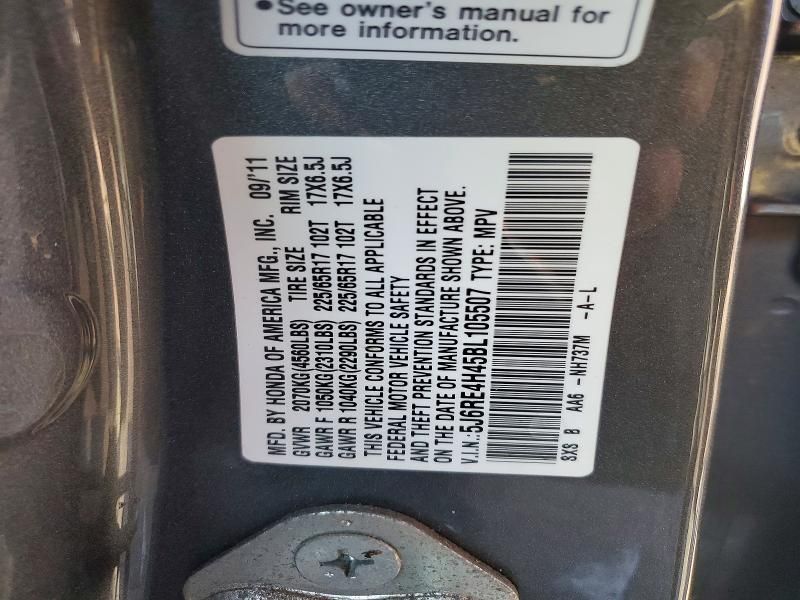 •See owner's manual for
more information.
MFD. BY HONDA OF AMERICA MFG., INC. 09/'11
GVWR 2070KG(4560LBS) TIRE SIZE RIM SIZE
GAWR F 1050KG(2310LBS) 225/65R17 102T 17X6.5J
GAWR R 1040KG(2290LBS) 225/65R17 102T 17X6.5J
THIS VEHICLE CONFORMS TO ALL APPLICABLE
FEDERAL MOTOR VEHICLE SAFETY
AND THEFT PREVENTION STANDARDS IN EFFECT
ON THE DATE OF MANUFACTURE SHOWN ABOVE.
V.I.N.:5J6RE4H45BL105507 TYPE: MPV
SXS B AA6 -NH737M -A-L